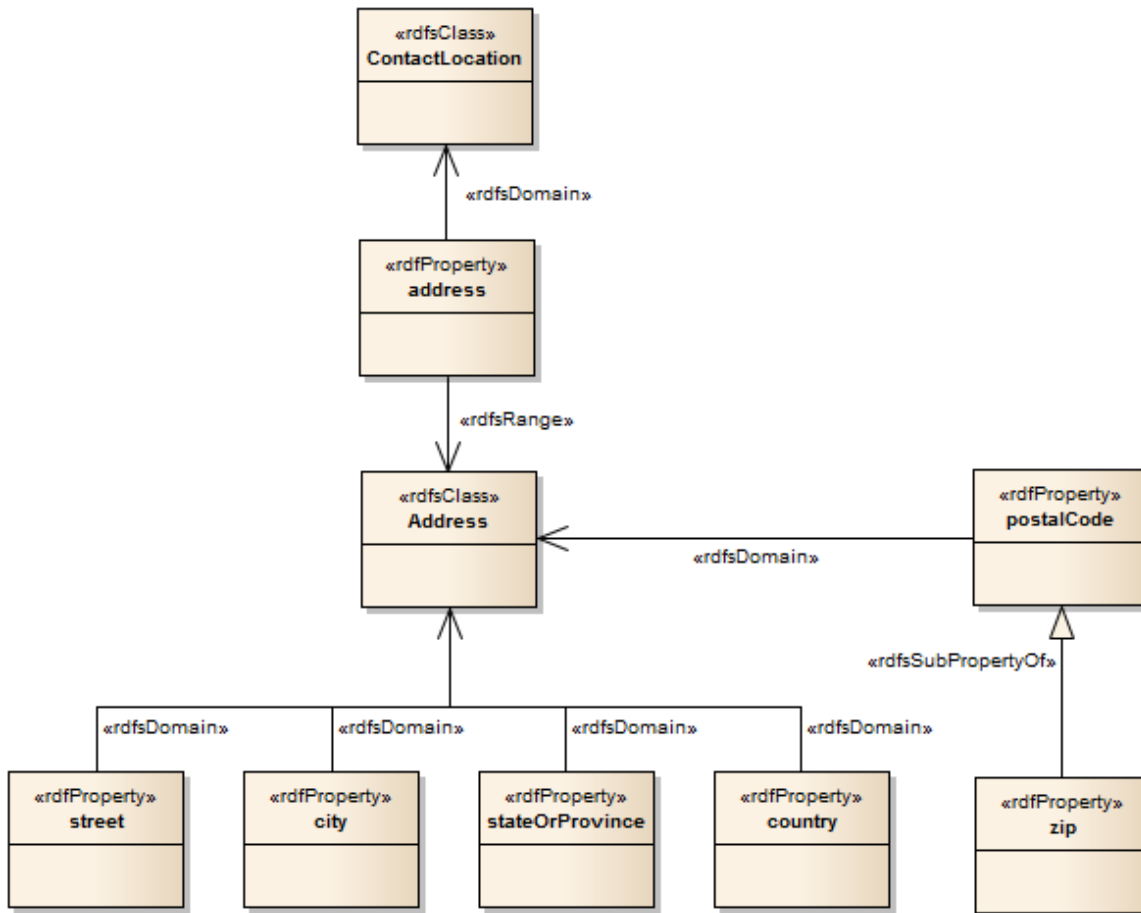 «rdfsClass»
ContactLocation
«rdfsDomain»
«rdfProperty»
address
«rdfsRange»
«rdfsClass»
Address
«rdfProperty»
postalCode
«rdfsDomain»
«rdfsSubPropertyOf»
«rdfsDomain» «rdfsDomain» «rdfsDomain» «rdfsDomain»
«rdfProperty» «rdfProperty» «rdfProperty» «rdfProperty» «rdfProperty»
street city stateOrProvince country zip